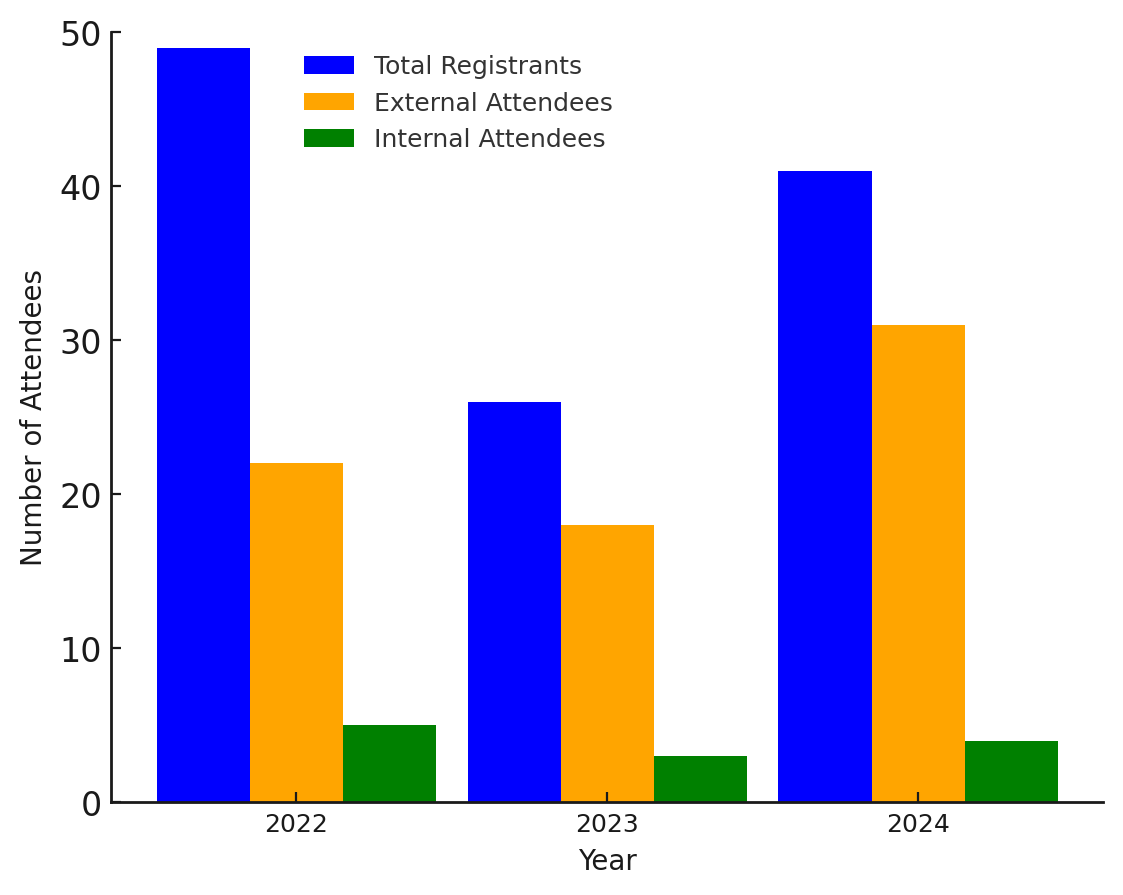 50
40
30
20
10
0
Number of Attendees
Total Registrants
External Attendees
Internal Attendees
2022
2023
2024
Year